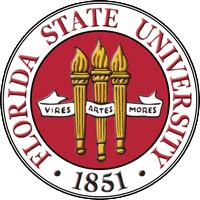 FLORIDA STATE UNIVERSITY
VIRES ARTES MORES
· 1851 ·